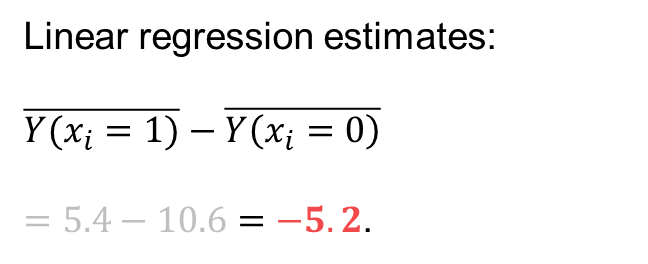 Linear regression estimates:
$\overline{Y(x_i = 1)} - \overline{Y(x_i = 0)}$
= 5.4 − 10.6 = −5.2.